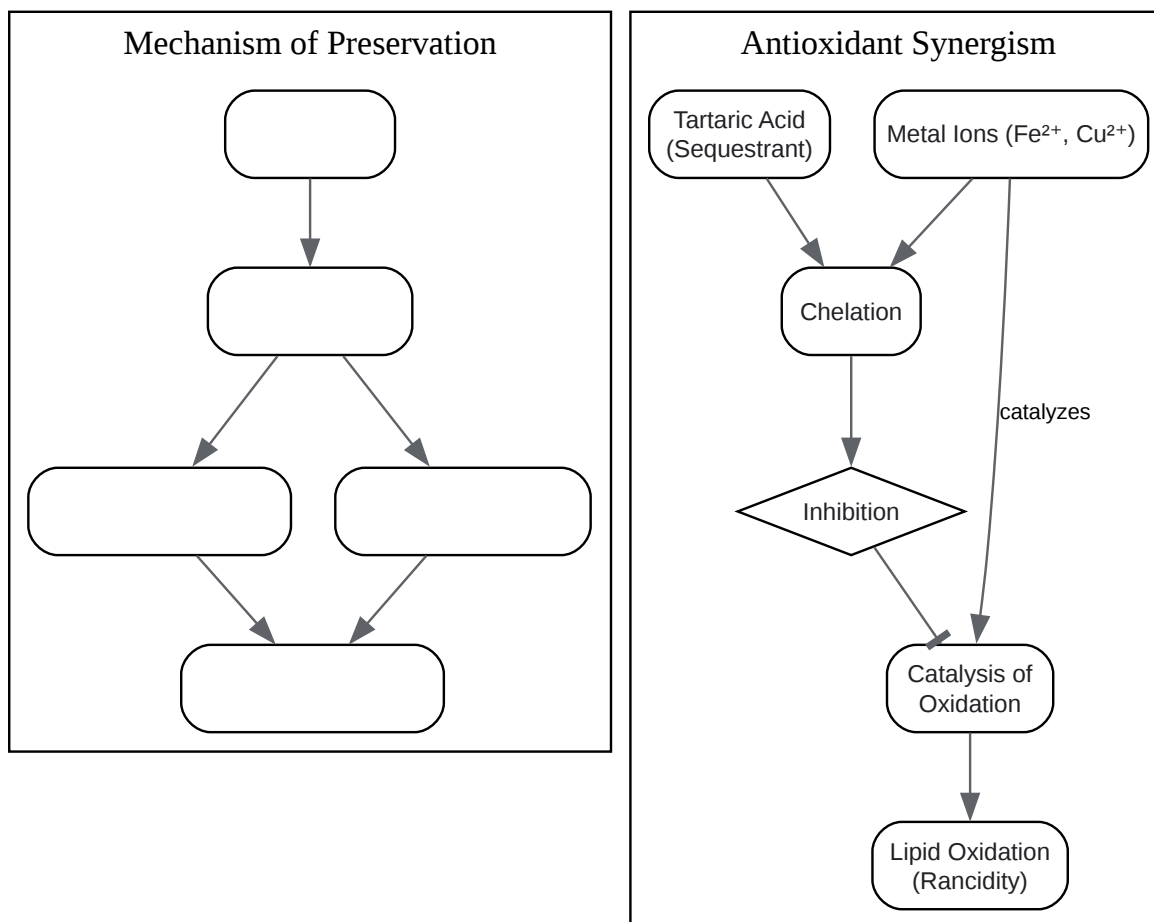 Mechanism of Preservation
Antioxidant Synergism
Tartaric Acid
(Sequestrant)
Metal Ions (Fe²⁺, Cu²⁺)
Chelation
catalyzes
Inhibition
Catalysis of
Oxidation
Lipid Oxidation
(Rancidity)